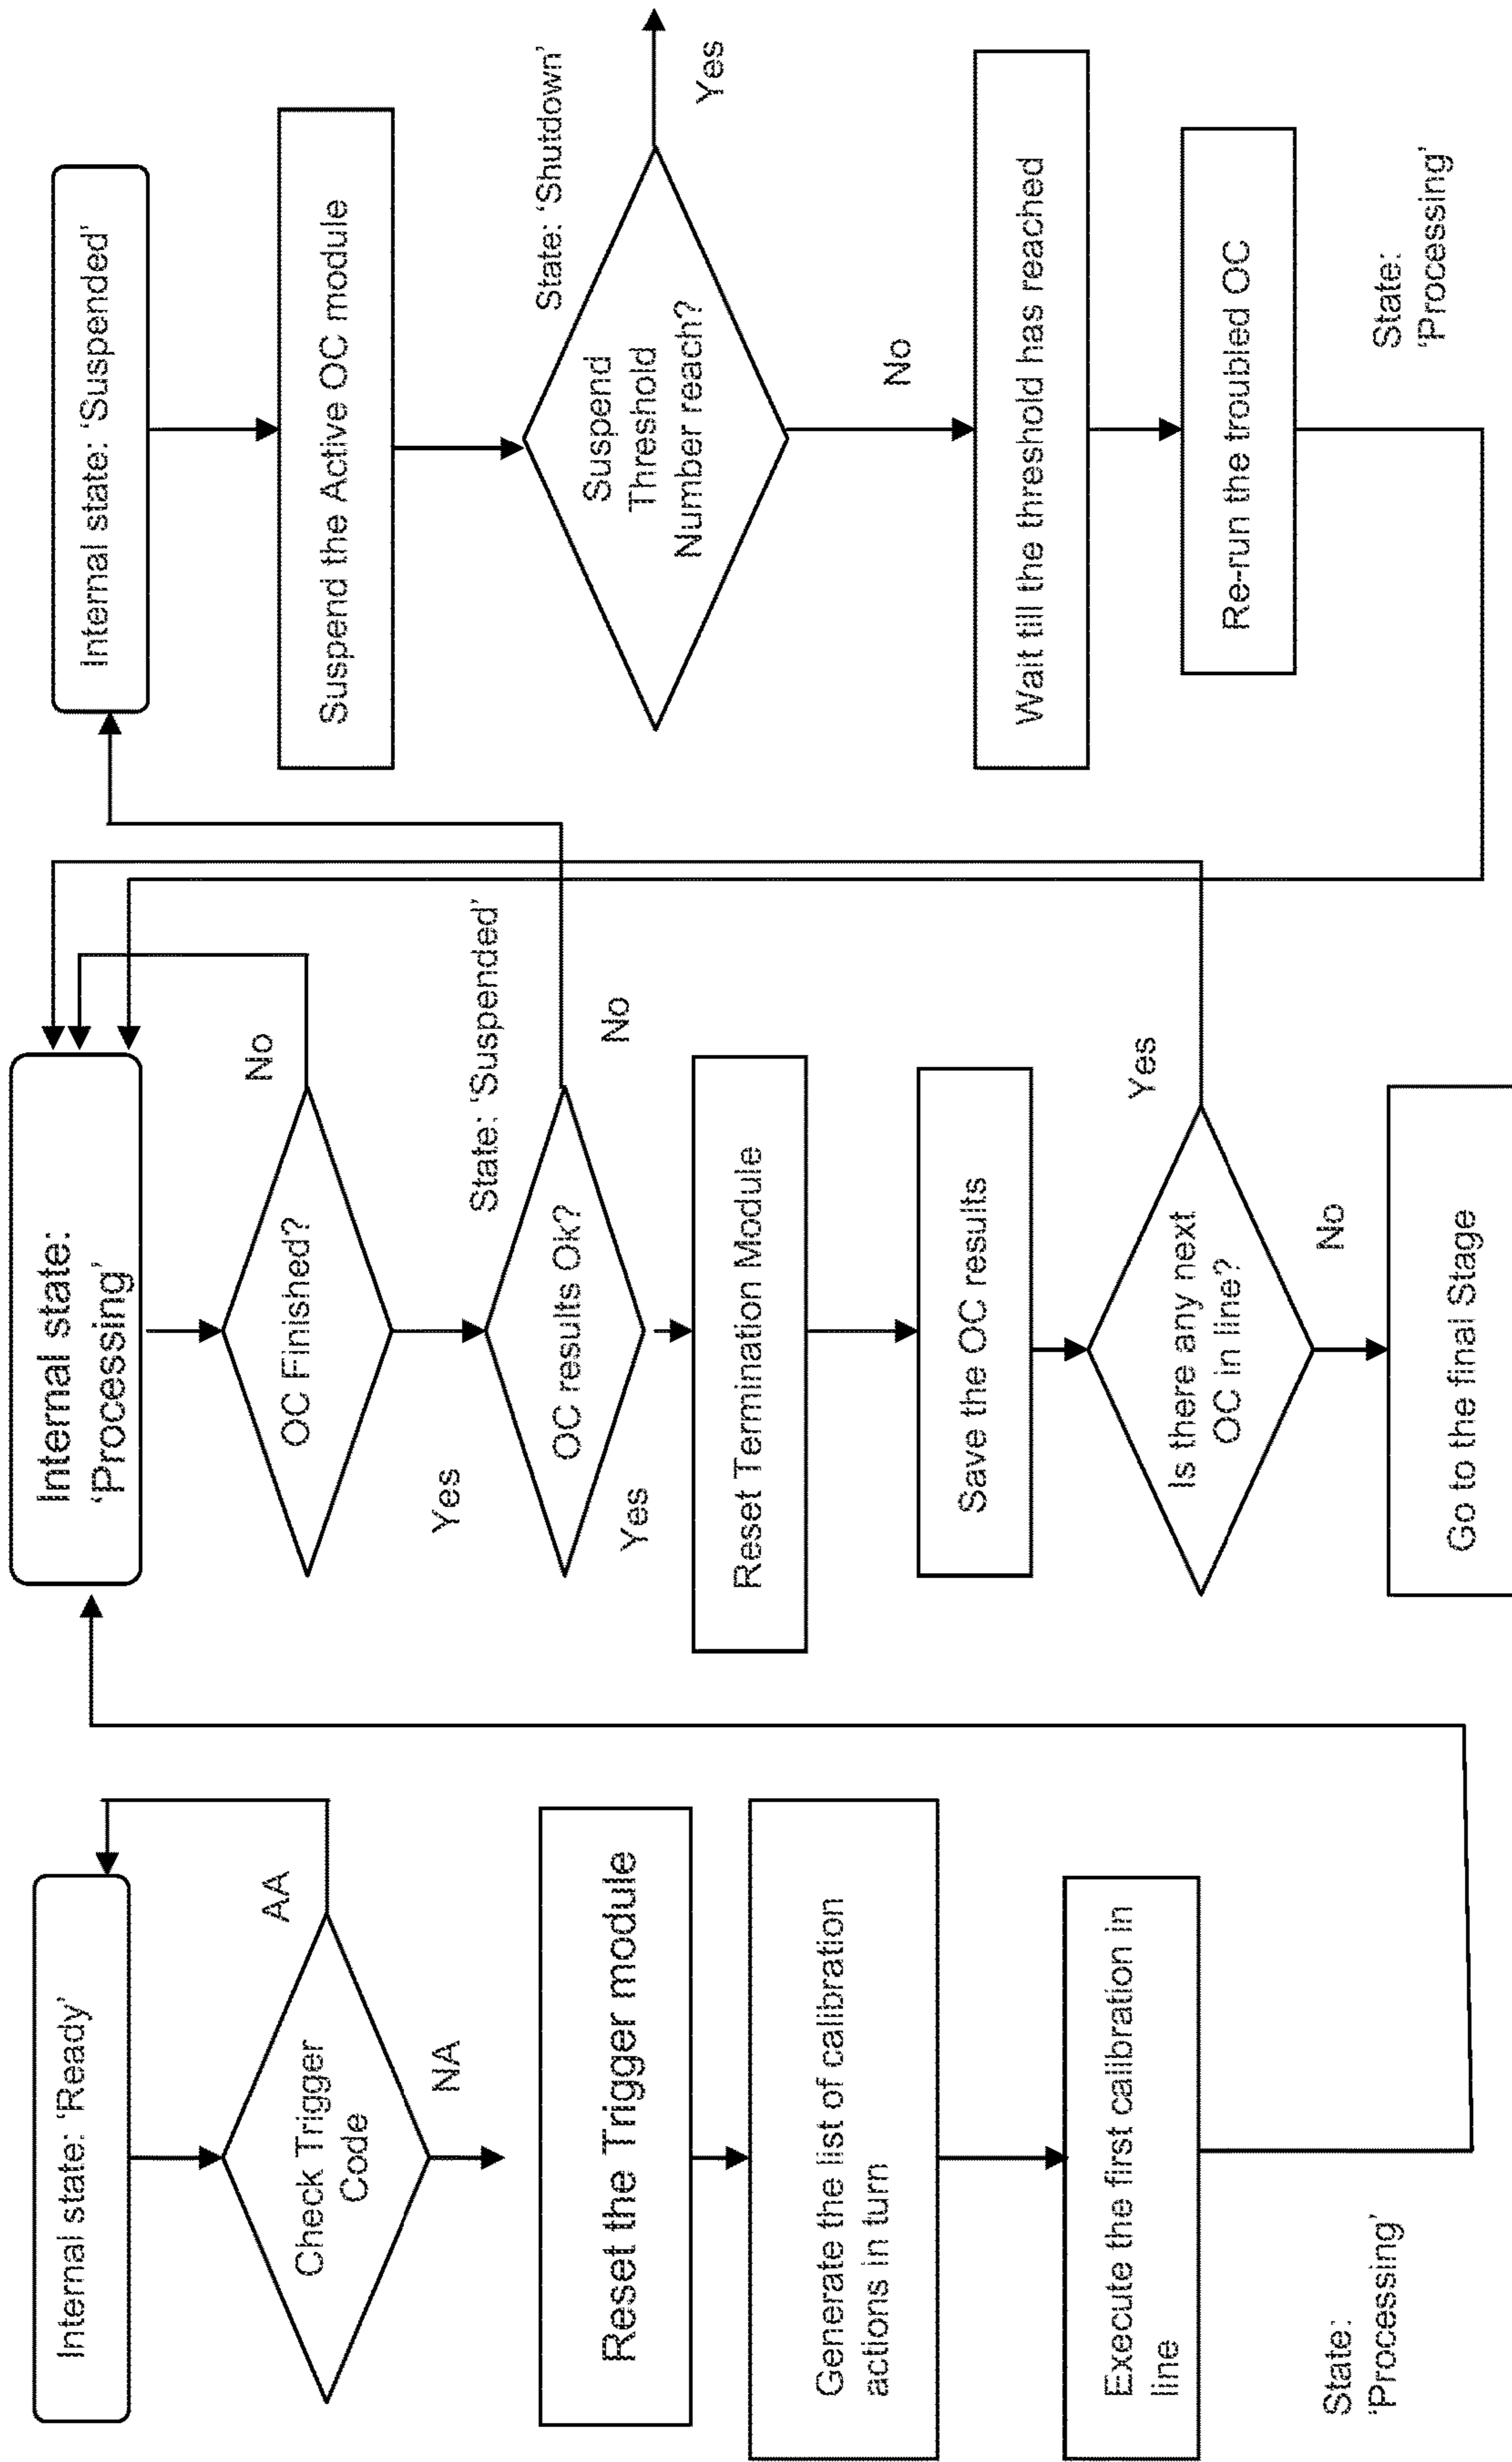 Internal state: 'Ready'
Check Trigger
Code
AA
NA
Reset the Trigger module
Generate the list of calibration
actions in turn
Execute the first calibration in
line
State:
'Processing'
Internal state:
'Processing'
OC Finished?
No
Yes
State: 'Suspended'
OC results Ok?
No
Yes
Reset Termination Module
Save the OC results
Is there any next
OC in line?
Yes
No
Go to the final Stage
Internal state: 'Suspended'
Suspend the Active OC module
State: 'Shutdown'
Suspend
Threshold
Number reach?
Yes
No
Wait till the threshold has reached
Re-run the troubled OC
State:
'Processing'